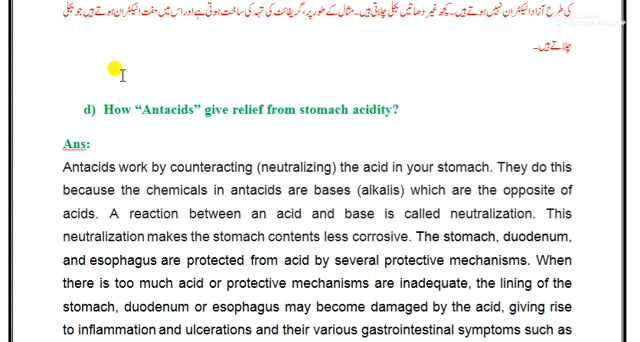 کی طرح آزاد الیکٹران نہیں ہوتے ہیں۔ کچھ غیر دھاتیں بجلی چلاتی ہیں۔ مثال کے طور پر، گریفائٹ کی تہہ کی ساخت ہوتی ہے اور اس میں مفت الیکٹران ہوتے ہیں جو بجلی
چلاتے ہیں۔
d) How “Antacids” give relief from stomach acidity?
Ans:
Antacids work by counteracting (neutralizing) the acid in your stomach. They do this
because the chemicals in antacids are bases (alkalis) which are the opposite of
acids. A reaction between an acid and base is called neutralization. This
neutralization makes the stomach contents less corrosive. The stomach, duodenum,
and esophagus are protected from acid by several protective mechanisms. When
there is too much acid or protective mechanisms are inadequate, the lining of the
stomach, duodenum or esophagus may become damaged by the acid, giving rise
to inflammation and ulcerations and their various gastrointestinal symptoms such as